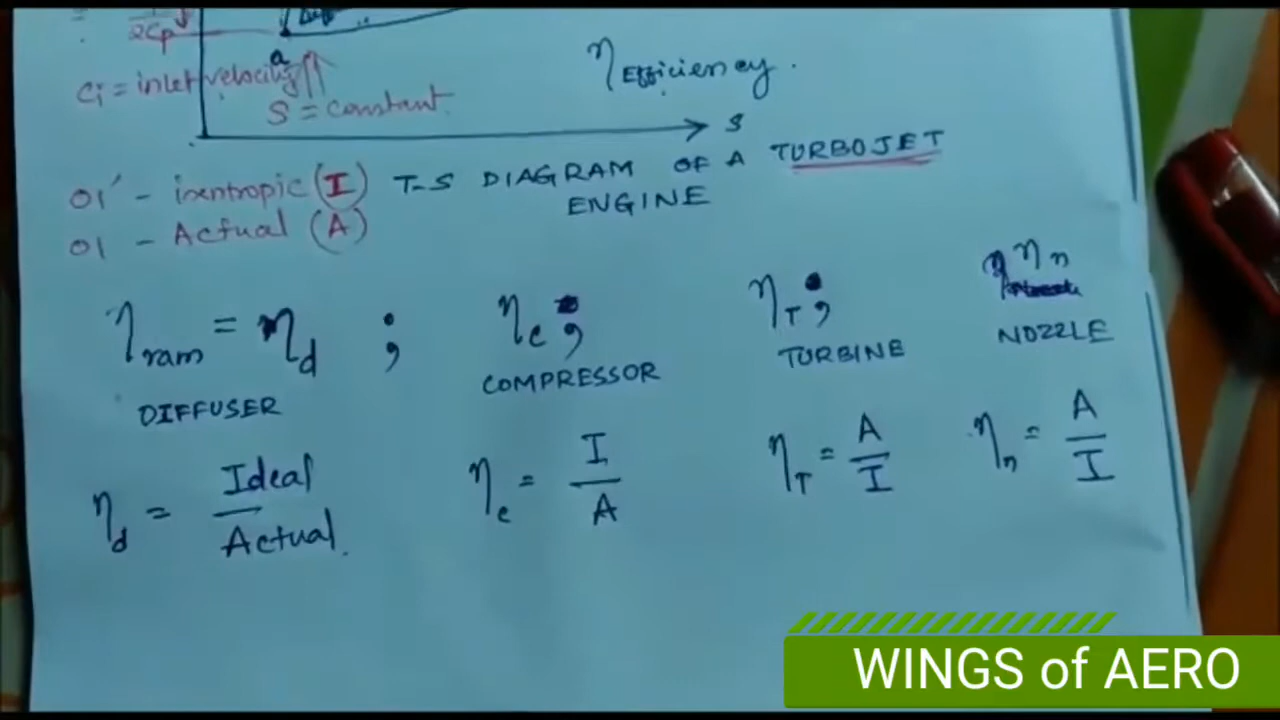 2Cp
a
Ci = inlet velocity
S = constant
η Efficiency.
S
01' - isentropic (I)
01 - Actual (A)
T-S DIAGRAM OF A TURBOJET
ENGINE
ηram = ηd ;
DIFFUSER
ηc ;
COMPRESSOR
ηT ;
TURBINE
ηn
NOZZLE
ηd = Ideal
Actual.
ηc = I
A
ηT = A
I
ηn = A
I
WINGS of AERO